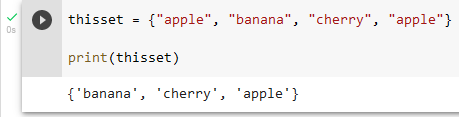 thisset = {"apple", "banana", "cherry", "apple"}
0s
print(thisset)
{'banana', 'cherry', 'apple'}